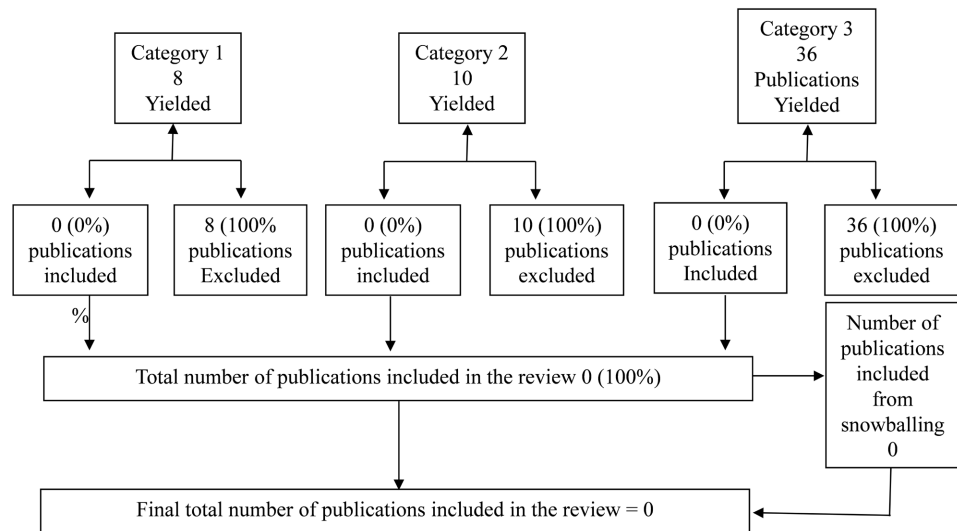 Category 1
8
Yielded
Category 2
10
Yielded
Category 3
36
Publications
Yielded
0 (0%)
publications
included
8 (100%
publications
Excluded
0 (0%)
publications
included
10 (100%)
publications
excluded
0 (0%)
publications
Included
36 (100%)
publications
excluded
%
Number of
publications
included
from
snowballing
0
Total number of publications included in the review 0 (100%)
Final total number of publications included in the review = 0